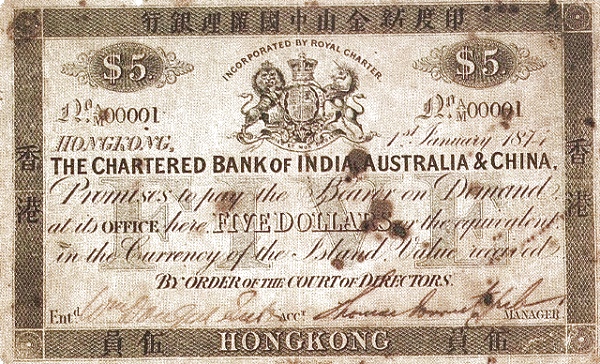 印度新金山中國匯理銀行
INCORPORATED BY ROYAL CHARTER.
$5.
$5.
No A/M 00001
No A/M 00001
HONGKONG, 1st January
THE CHARTERED BANK OF INDIA, AUSTRALIA & CHINA,
Promises to pay the Bearer on Demand
at its OFFICE here, FIVE DOLLARS or the equivalent
in the Currency of the Island, Value received.
BY ORDER OF THE COURT OF DIRECTORS.
Entd. ACCT. MANAGER.
香港
香港
伍員
HONGKONG
伍員
FIVE